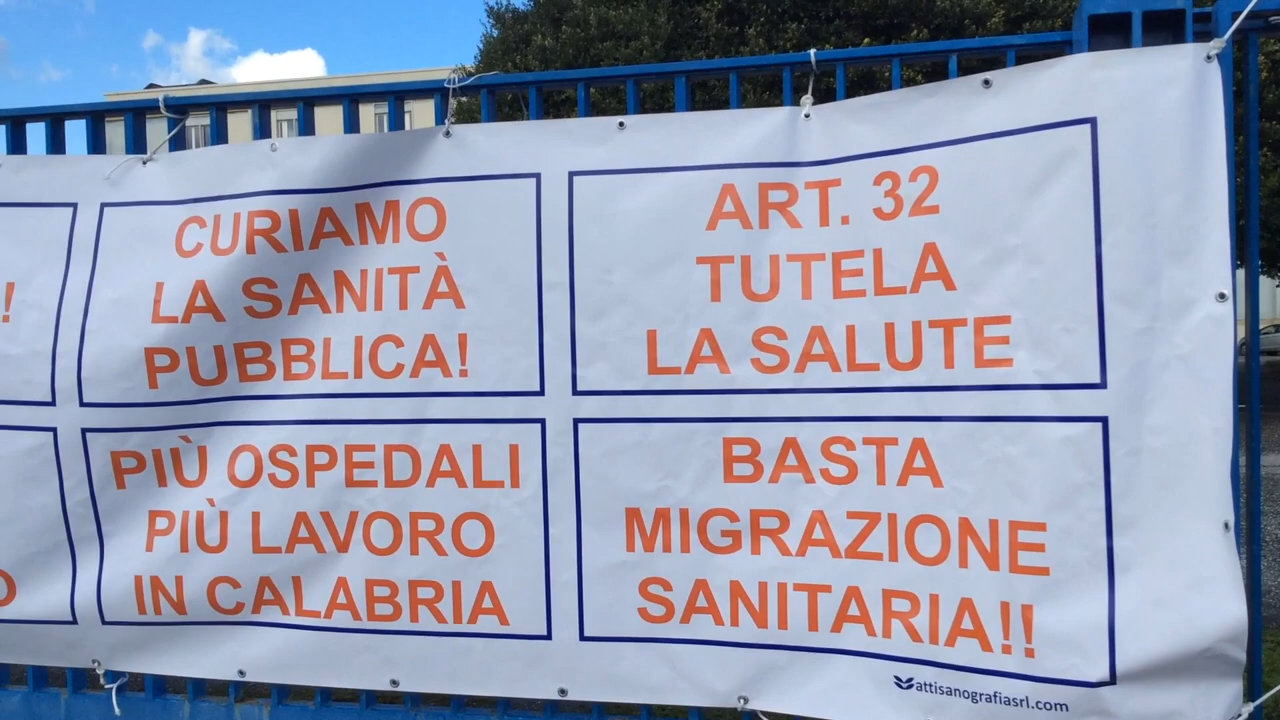 !
CURIAMO
LA SANITÀ
PUBBLICA!
ART. 32
TUTELA
LA SALUTE
O
PIÙ OSPEDALI
PIÙ LAVORO
IN CALABRIA
BASTA
MIGRAZIONE
SANITARIA!!
attisanografiasrl.com